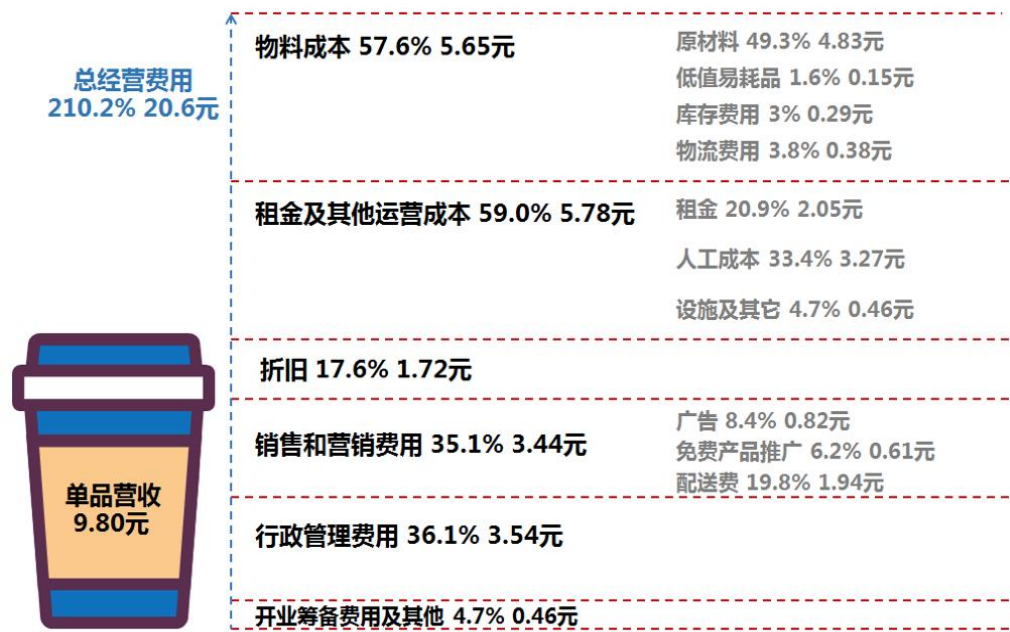 总经营费用
210.2% 20.6元
单品营收
9.80元
物料成本 57.6% 5.65元
原材料 49.3% 4.83元
低值易耗品 1.6% 0.15元
库存费用 3% 0.29元
物流费用 3.8% 0.38元
租金及其他运营成本 59.0% 5.78元
租金 20.9% 2.05元
人工成本 33.4% 3.27元
设施及其它 4.7% 0.46元
折旧 17.6% 1.72元
销售和营销费用 35.1% 3.44元
广告 8.4% 0.82元
免费产品推广 6.2% 0.61元
配送费 19.8% 1.94元
行政管理费用 36.1% 3.54元
开业筹备费用及其他 4.7% 0.46元